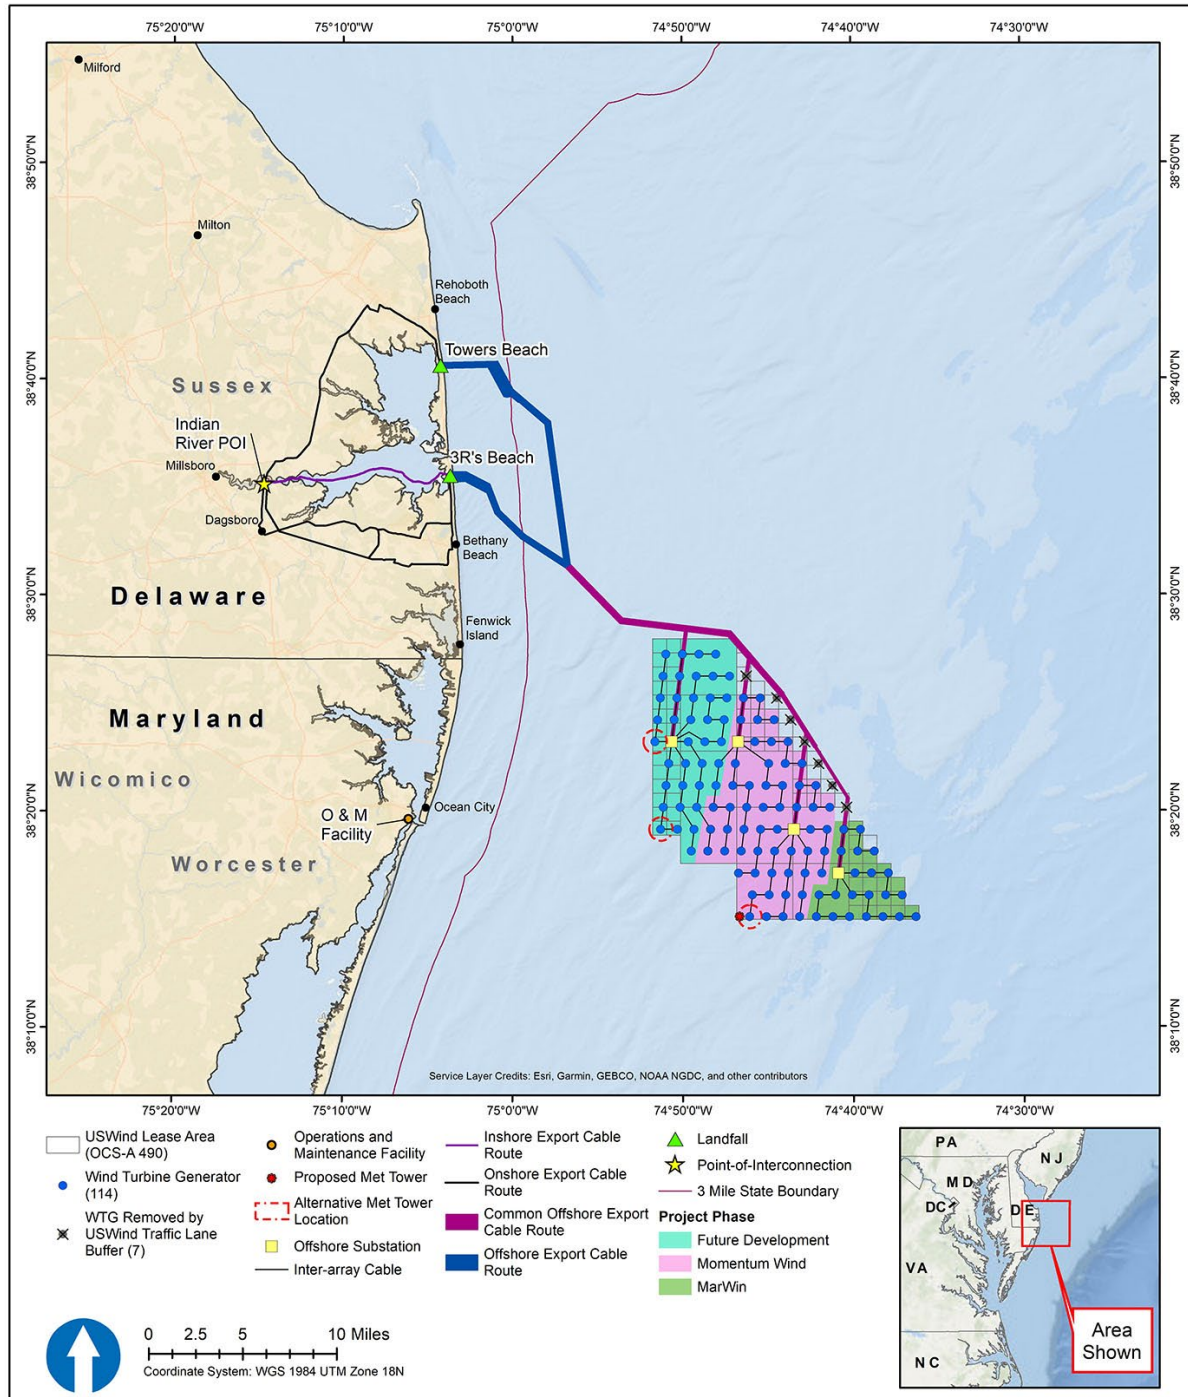 75°20'0"W 75°10'0"W 75°0'0"W 74°50'0"W 74°40'0"W 74°30'0"W
Milford
38°50'0"N 38°50'0"N
Milton
Rehoboth
Beach
Towers Beach
38°40'0"N 38°40'0"N
Sussex
Indian
River POI
3R's Beach
Millsboro
Dagsboro
Bethany
Beach
Delaware
38°30'0"N 38°30'0"N
Fenwick
Island
Maryland
Wicomico
Ocean City
38°20'0"N 38°20'0"N
O & M
Facility
Worcester
38°10'0"N 38°10'0"N
Service Layer Credits: Esri, Garmin, GEBCO, NOAA NGDC, and other contributors
75°20'0"W 75°10'0"W 75°0'0"W 74°50'0"W 74°40'0"W 74°30'0"W
USWind Lease Area
(OCS-A 490)
Wind Turbine Generator
(114)
WTG Removed by
USWind Traffic Lane
Buffer (7)
Operations and
Maintenance Facility
Proposed Met Tower
Alternative Met Tower
Location
Offshore Substation
Inter-array Cable
Inshore Export Cable
Route
Onshore Export Cable
Route
Common Offshore Export
Cable Route
Offshore Export Cable
Route
Landfall
Point-of-Interconnection
3 Mile State Boundary
Project Phase
Future Development
Momentum Wind
MarWin
0 2.5 5 10 Miles
Coordinate System: WGS 1984 UTM Zone 18N
PA
NJ
MD
DC
DE
VA
NC
Area
Shown